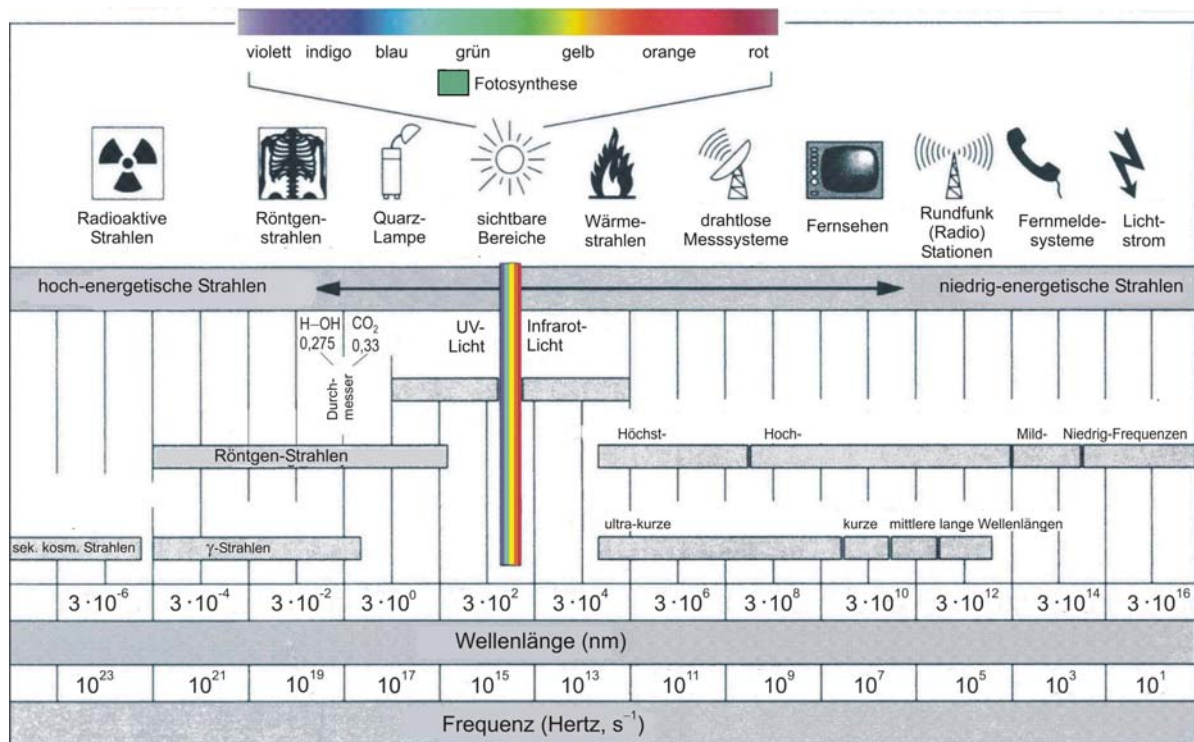 violett indigo blau grün gelb orange rot
Fotosynthese
Radioaktive
Strahlen
Röntgen-
strahlen
Quarz-
Lampe
sichtbare
Bereiche
Wärme-
strahlen
drahtlose
Messsysteme
Fernsehen
Rundfunk
(Radio)
Stationen
Fernmelde-
systeme
Licht-
strom
hoch-energetische Strahlen
niedrig-energetische Strahlen
H–OH
0,275
CO₂
0,33
Durch-
messer
UV-
Licht
Infrarot-
Licht
Röntgen-Strahlen
Höchst- Hoch- Mild- Niedrig-Frequenzen
sek. kosm. Strahlen
γ-Strahlen
ultra-kurze kurze mittlere lange Wellenlängen
3·10⁻⁶ 3·10⁻⁴ 3·10⁻² 3·10⁰ 3·10² 3·10⁴ 3·10⁶ 3·10⁸ 3·10¹⁰ 3·10¹² 3·10¹⁴ 3·10¹⁶
Wellenlänge (nm)
10²³ 10²¹ 10¹⁹ 10¹⁷ 10¹⁵ 10¹³ 10¹¹ 10⁹ 10⁷ 10⁵ 10³ 10¹
Frequenz (Hertz, s⁻¹)